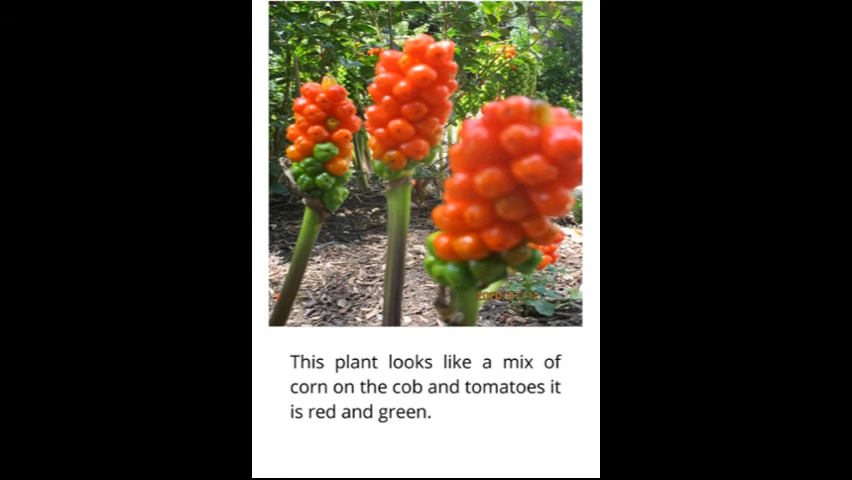 This plant looks like a mix of
corn on the cob and tomatoes it
is red and green.